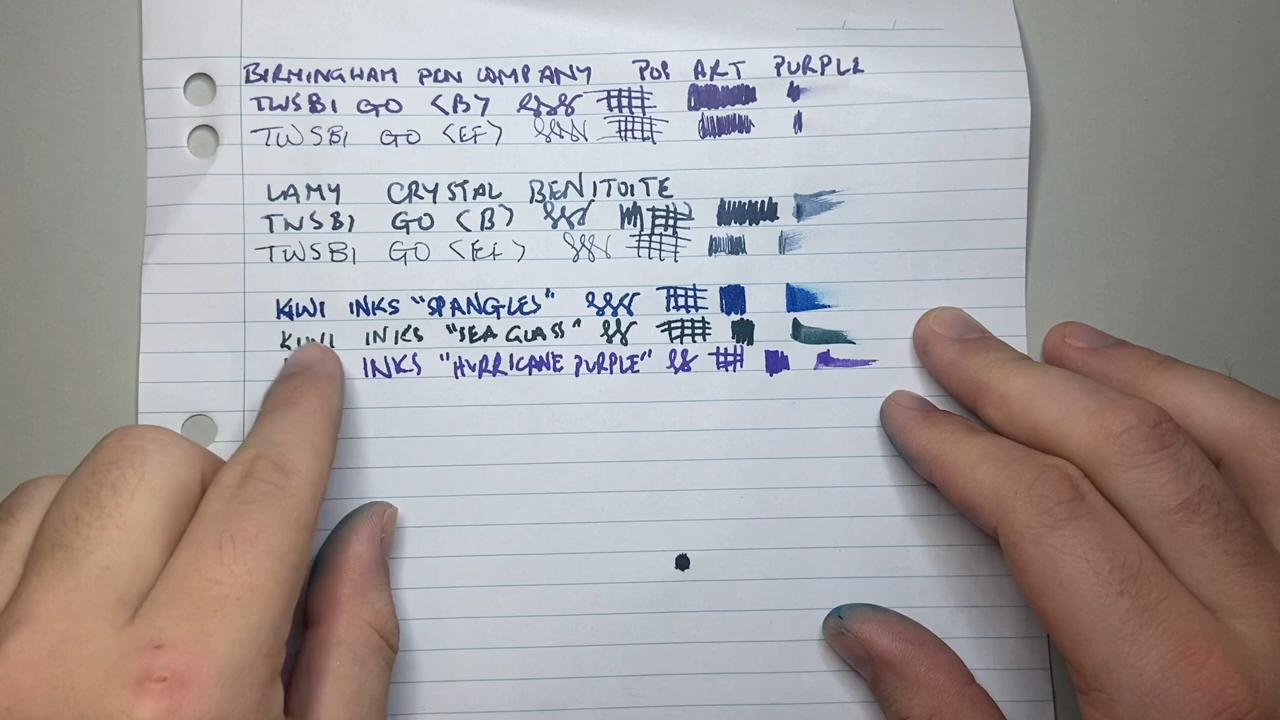 BIRMINGHAM PEN COMPANY POP ART PURPLE
TWSBI GO <B>
TWSBI GO <EF>
LAMY CRYSTAL BENITOITE
TWSBI GO <B>
TWSBI GO <EF>
KIWI INKS "SPANGLES"
KIWI INKS "SEA GLASS"
INKS "HURRICANE PURPLE"